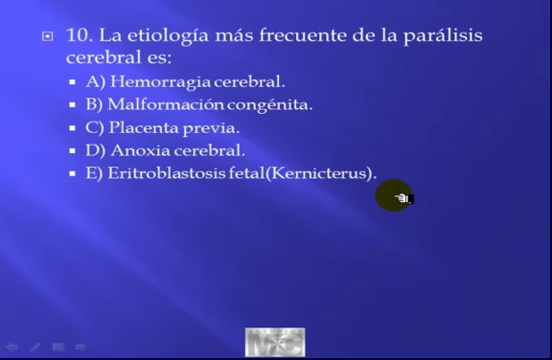 10. La etiología más frecuente de la parálisis
cerebral es:
A) Hemorragia cerebral.
B) Malformación congénita.
C) Placenta previa.
D) Anoxia cerebral.
E) Eritroblastosis fetal(Kernicterus).